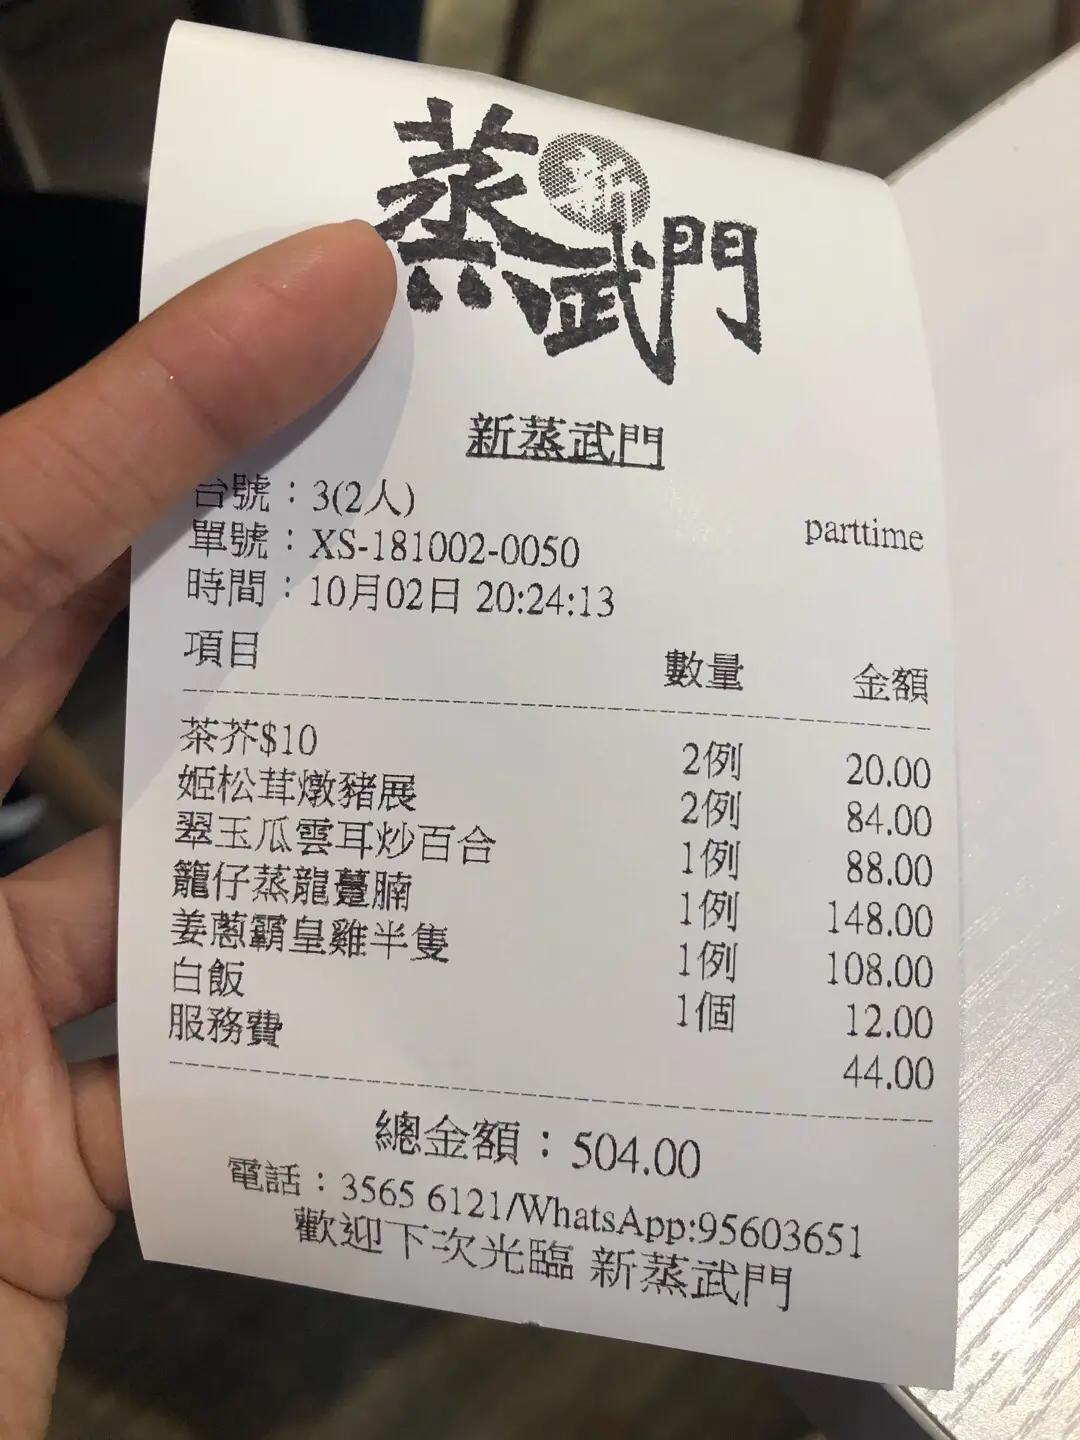 蒸新武門
新蒸武門
台號：3(2人)
單號：XS-181002-0050 parttime
時間：10月02日 20:24:13
項目 數量 金額
茶芥$10 2例 20.00
姬松茸燉豬展 2例 84.00
翠玉瓜雲耳炒百合 1例 88.00
籠仔蒸龍躉腩 1例 148.00
姜蔥霸皇雞半隻 1例 108.00
白飯 1個 12.00
服務費 44.00
總金額：504.00
電話：3565 6121/WhatsApp:95603651
歡迎下次光臨 新蒸武門